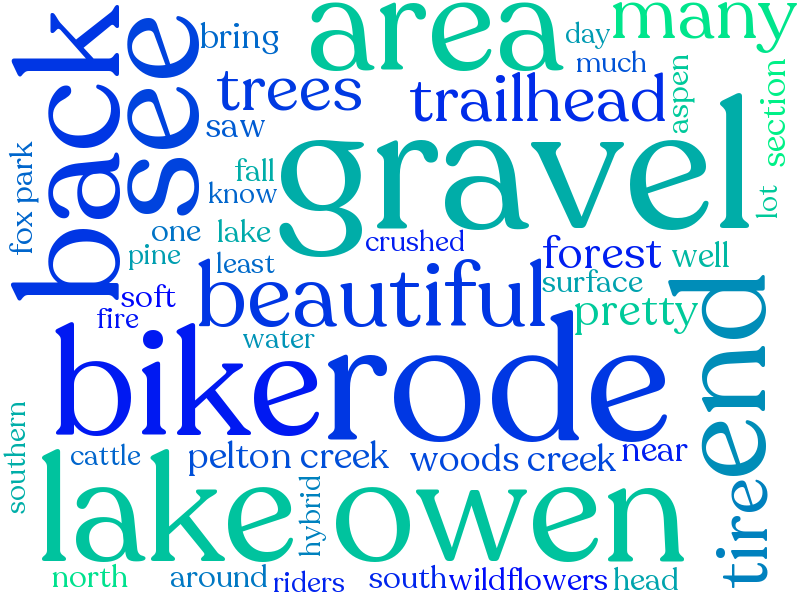 back
see
bring
area
day
many
much
trees
trailhead
aspen
section
saw
fox park
fall
gravel
know
lot
one
lake
crushed
pine
least
forest
well
soft
beautiful
surface
pretty
fire
water
end
bike
rode
southern
cattle
pelton creek
woods creek
near
lake owen
hybrid
tire
north
around
riders
south
wildflowers
head